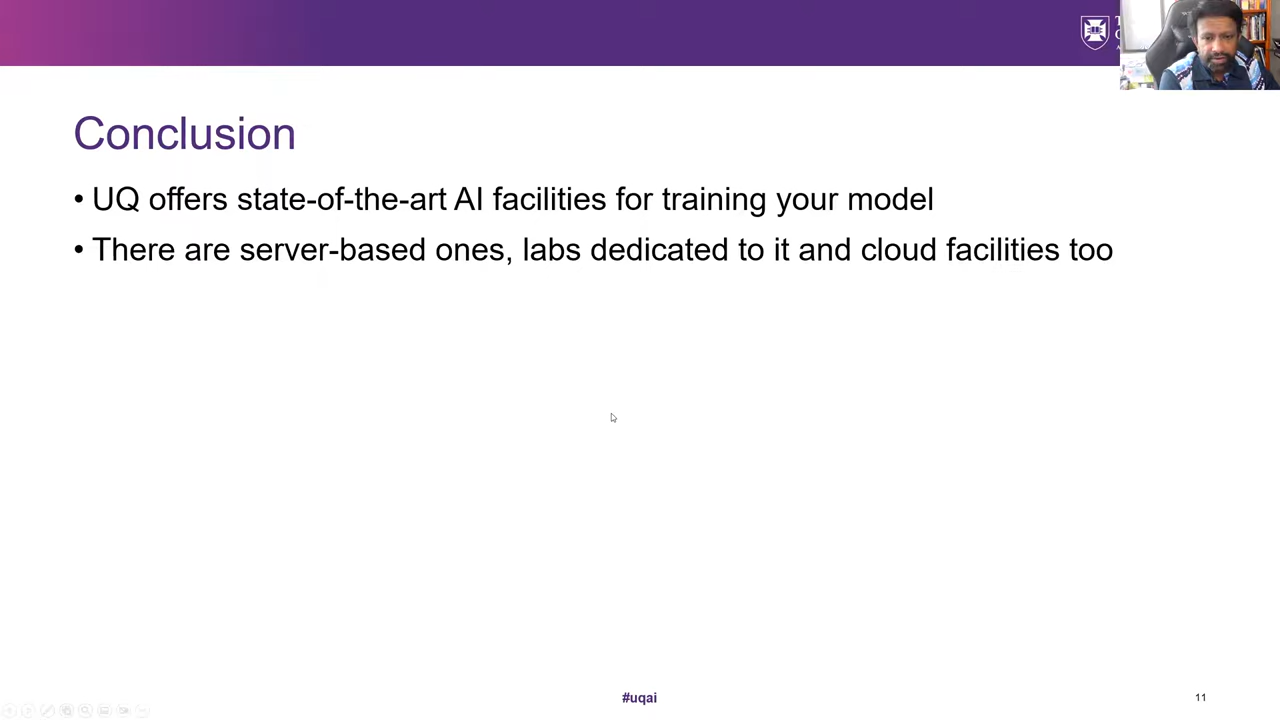 Conclusion
• UQ offers state-of-the-art AI facilities for training your model
• There are server-based ones, labs dedicated to it and cloud facilities too
#uqai
11